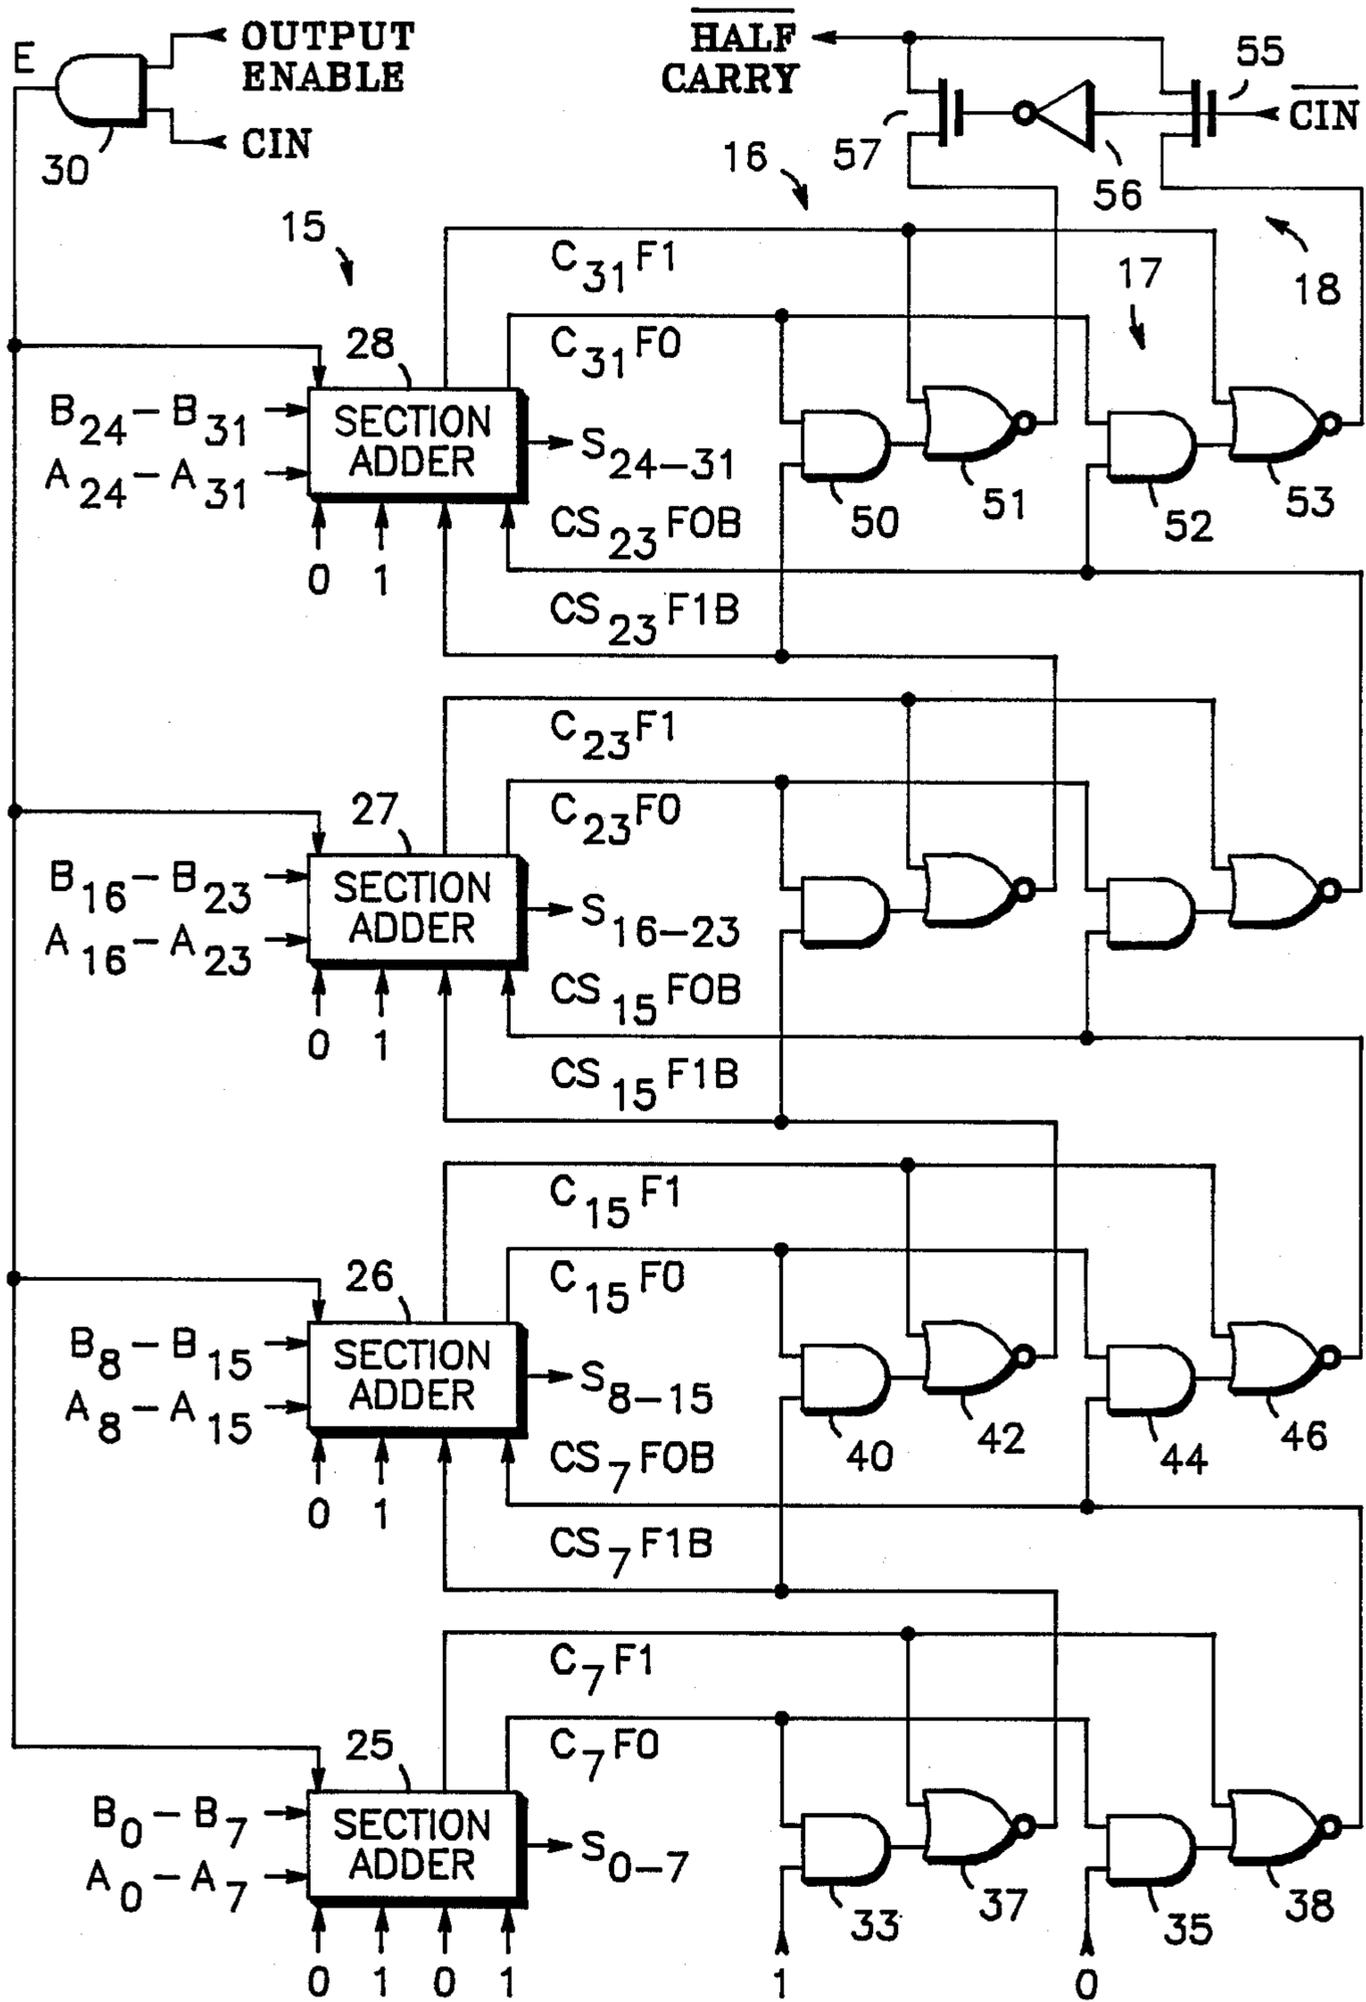 E
OUTPUT
ENABLE
CIN
30
HALF
CARRY
55
CIN
57
56
16
15
18
17
C31F1
C31F0
28
B24-B31
A24-A31
SECTION
ADDER
S24-31
50
51
52
53
0
1
CS23F0B
CS23F1B
C23F1
C23F0
27
B16-B23
A16-A23
SECTION
ADDER
S16-23
0
1
CS15F0B
CS15F1B
C15F1
C15F0
26
B8-B15
A8-A15
SECTION
ADDER
S8-15
40
42
44
46
0
1
CS7F0B
CS7F1B
C7F1
C7F0
25
B0-B7
A0-A7
SECTION
ADDER
S0-7
33
37
35
38
0
1
0
1
1
0